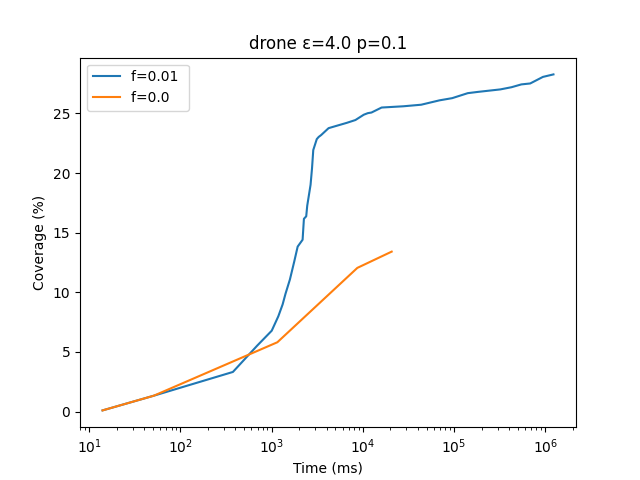 drone ε=4.0 p=0.1
f=0.01
f=0.0
25
20
15
10
5
0
Coverage (%)
10¹ 10² 10³ 10⁴ 10⁵ 10⁶
Time (ms)